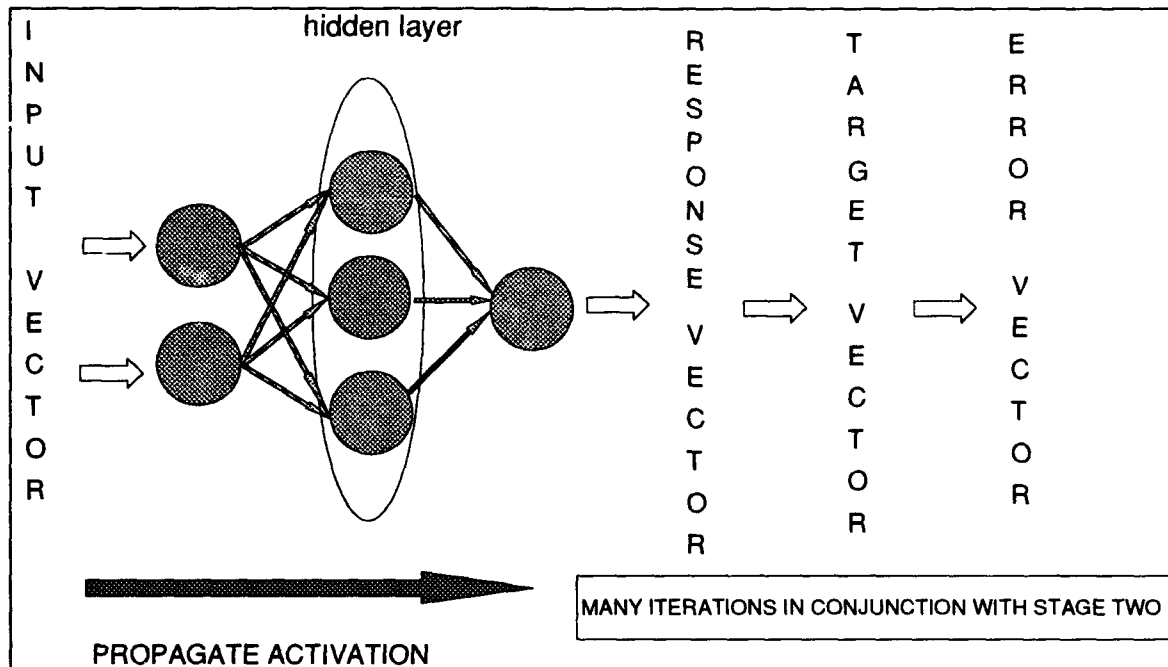 hidden layer
INPUT VECTOR
RESPONSE VECTOR
TARGET VECTOR
ERROR VECTOR
PROPAGATE ACTIVATION
MANY ITERATIONS IN CONJUNCTION WITH STAGE TWO